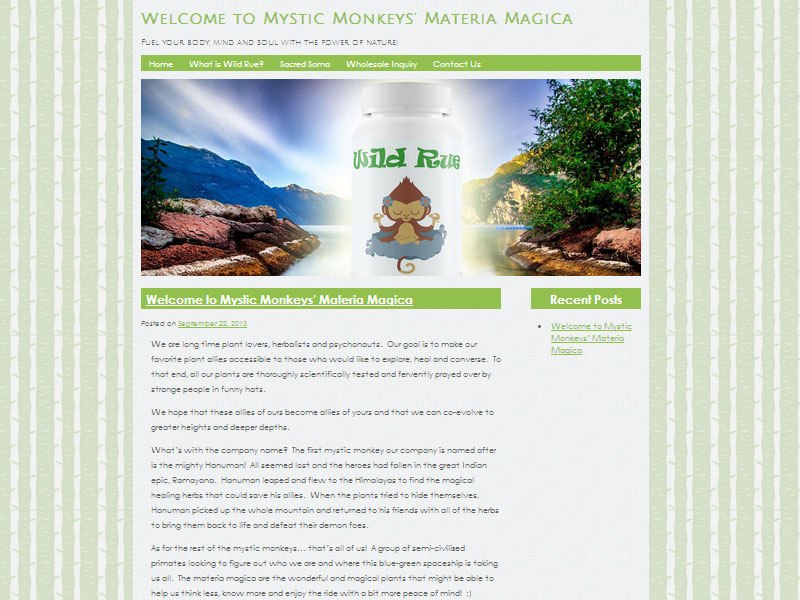 Welcome to Mystic Monkeys' Materia Magica
Fuel your body, mind and soul with the power of nature!
Home What is Wild Rue? Sacred Soma Wholesale Inquiry Contact Us
Wild Rue
Welcome to Mystic Monkeys' Materia Magica
Posted on September 22, 2013
We are long time plant lovers, herbalists and psychonauts. Our goal is to make our
favorite plant allies accessible to those who would like to explore, heal and converse. To
that end, all our plants are thoroughly scientifically tested and fervently prayed over by
strange people in funny hats.
We hope that these allies of ours become allies of yours and that we can co-evolve to
greater heights and deeper depths.
What's with the company name? The first mystic monkey our company is named after
is the mighty Hanuman! All seemed lost and the heroes had fallen in the great Indian
epic, Ramayana. Hanuman leaped and flew to the Himalayas to find the magical
healing herbs that could save his allies. When the plants tried to hide themselves,
Hanuman picked up the whole mountain and returned to his friends with all of the herbs
to bring them back to life and defeat their demon foes.
As for the rest of the mystic monkeys… that's all of us! A group of semi-civilized
primates looking to figure out who we are and where this blue-green spaceship is taking
us all. The materia magica are the wonderful and magical plants that might be able to
help us think less, know more and enjoy the ride with a bit more peace of mind! :)
Recent Posts
Welcome to Mystic
Monkeys' Materia
Magica